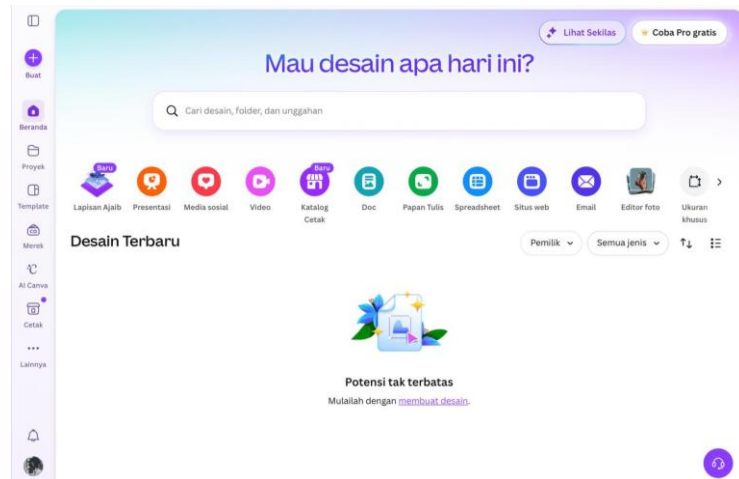 Lihat Sekilas
Coba Pro gratis
Mau desain apa hari ini?
Cari desain, folder, dan unggahan
Buat
Beranda
Proyek
Template
Merek
AI Canva
Cetak
Lainnya
Baru
Baru
Lapisan Ajaib
Presentasi
Media sosial
Video
Katalog
Cetak
Doc
Papan Tulis
Spreadsheet
Situs web
Email
Editor foto
Ukuran
khusus
Desain Terbaru
Pemilik
Semua jenis
Potensi tak terbatas
Mulailah dengan membuat desain.